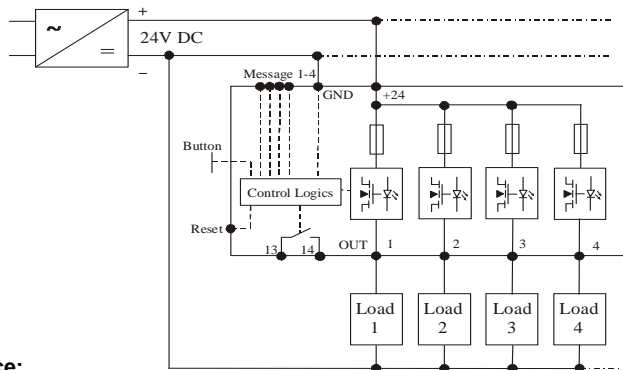 +
24V DC
−
Message 1-4
GND
+24
Button
Control Logics
Reset
13
14
OUT
1
2
3
4
Load
1
Load
2
Load
3
Load
4